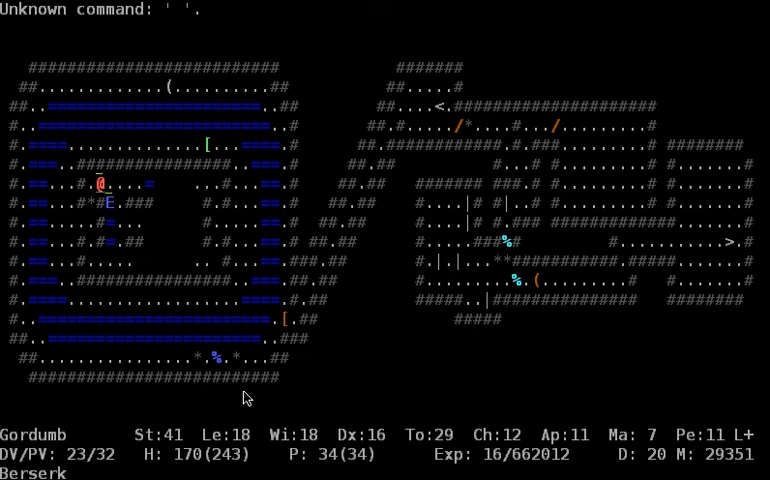 Unknown command: ' '.
Gordumb St:41 Le:18 Wi:18 Dx:16 To:29 Ch:12 Ap:11 Ma: 7 Pe:11 L+
DV/PV: 23/32 H: 170(243) P: 34(34) Exp: 16/662012 D: 20 M: 29351
Berserk